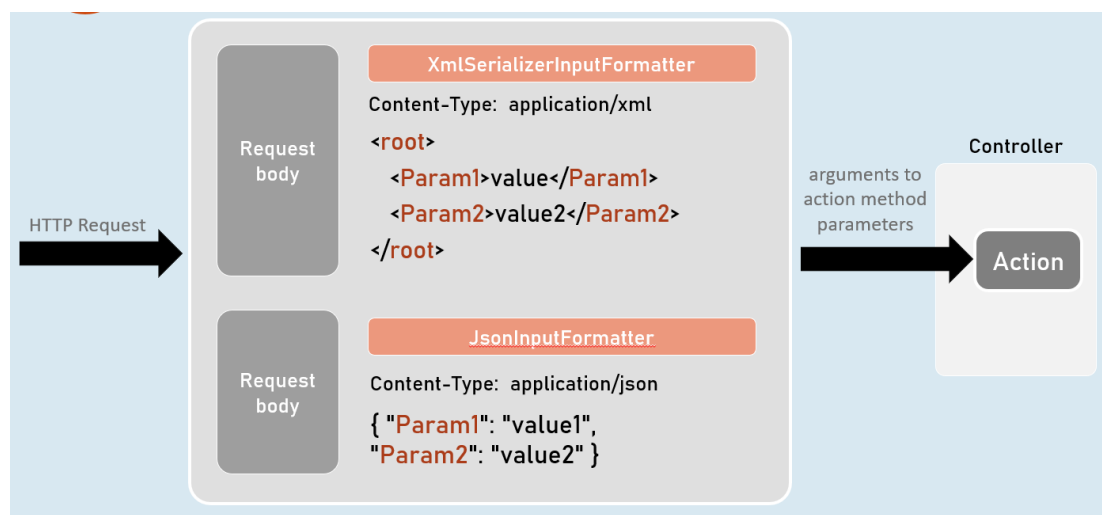 HTTP Request
Request
body
XmlSerializerInputFormatter
Content-Type: application/xml
<root>
<Param1>value</Param1>
<Param2>value2</Param2>
</root>
Request
body
JsonInputFormatter
Content-Type: application/json
{ "Param1": "value1",
"Param2": "value2" }
arguments to
action method
parameters
Controller
Action